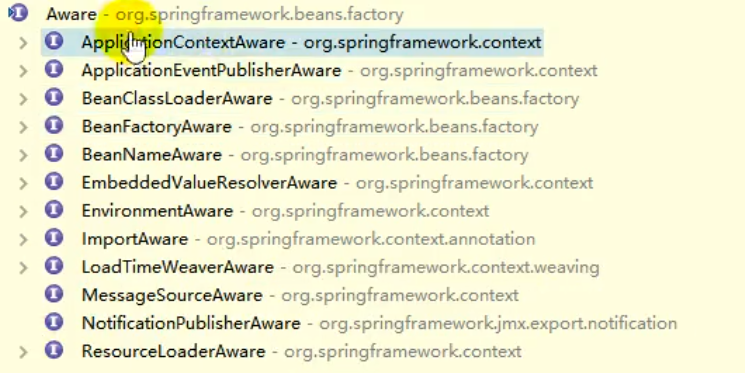 Aware - org.springframework.beans.factory
ApplicationContextAware - org.springframework.context
ApplicationEventPublisherAware - org.springframework.context
BeanClassLoaderAware - org.springframework.beans.factory
BeanFactoryAware - org.springframework.beans.factory
BeanNameAware - org.springframework.beans.factory
EmbeddedValueResolverAware - org.springframework.context
EnvironmentAware - org.springframework.context
ImportAware - org.springframework.context.annotation
LoadTimeWeaverAware - org.springframework.context.weaving
MessageSourceAware - org.springframework.context
NotificationPublisherAware - org.springframework.jmx.export.notification
ResourceLoaderAware - org.springframework.context